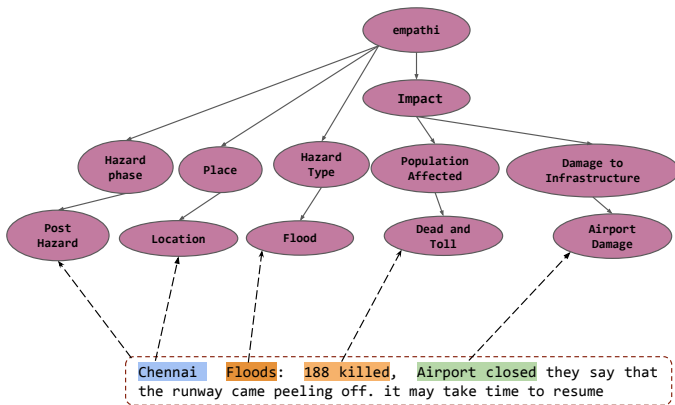 empathi
Impact
Hazard
phase
Place
Hazard
Type
Population
Affected
Damage to
Infrastructure
Post
Hazard
Location
Flood
Dead and
Toll
Airport
Damage
Chennai Floods: 188 killed, Airport closed they say that
the runway came peeling off. it may take time to resume